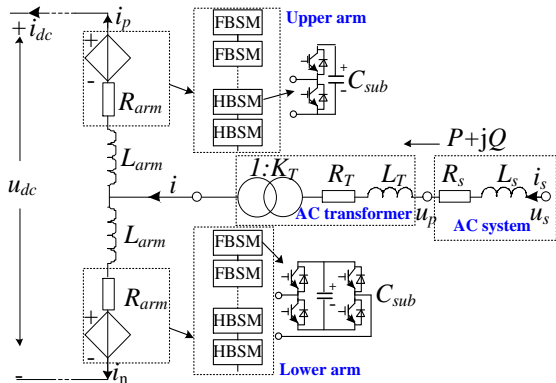 i_p
+ i_dc
+
-
R_arm
L_arm
u_dc
L_arm
R_arm
+
-
-
i_n
FBSM
FBSM
HBSM
HBSM
Upper arm
+
-
C_sub
P+jQ
1:K_T
i
R_T
L_T
AC transformer
u_p
R_s
L_s
i_s
u_s
AC system
FBSM
FBSM
HBSM
HBSM
+
-
C_sub
Lower arm